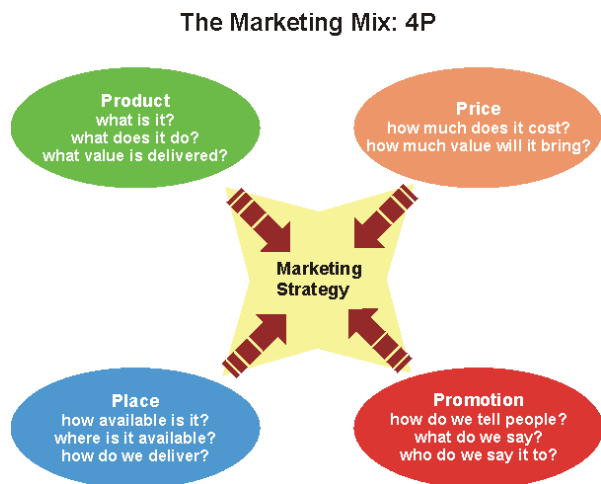 The Marketing Mix: 4P
Product
what is it?
what does it do?
what value is delivered?
Price
how much does it cost?
how much value will it bring?
Marketing
Strategy
Place
how available is it?
where is it available?
how do we deliver?
Promotion
how do we tell people?
what do we say?
who do we say it to?